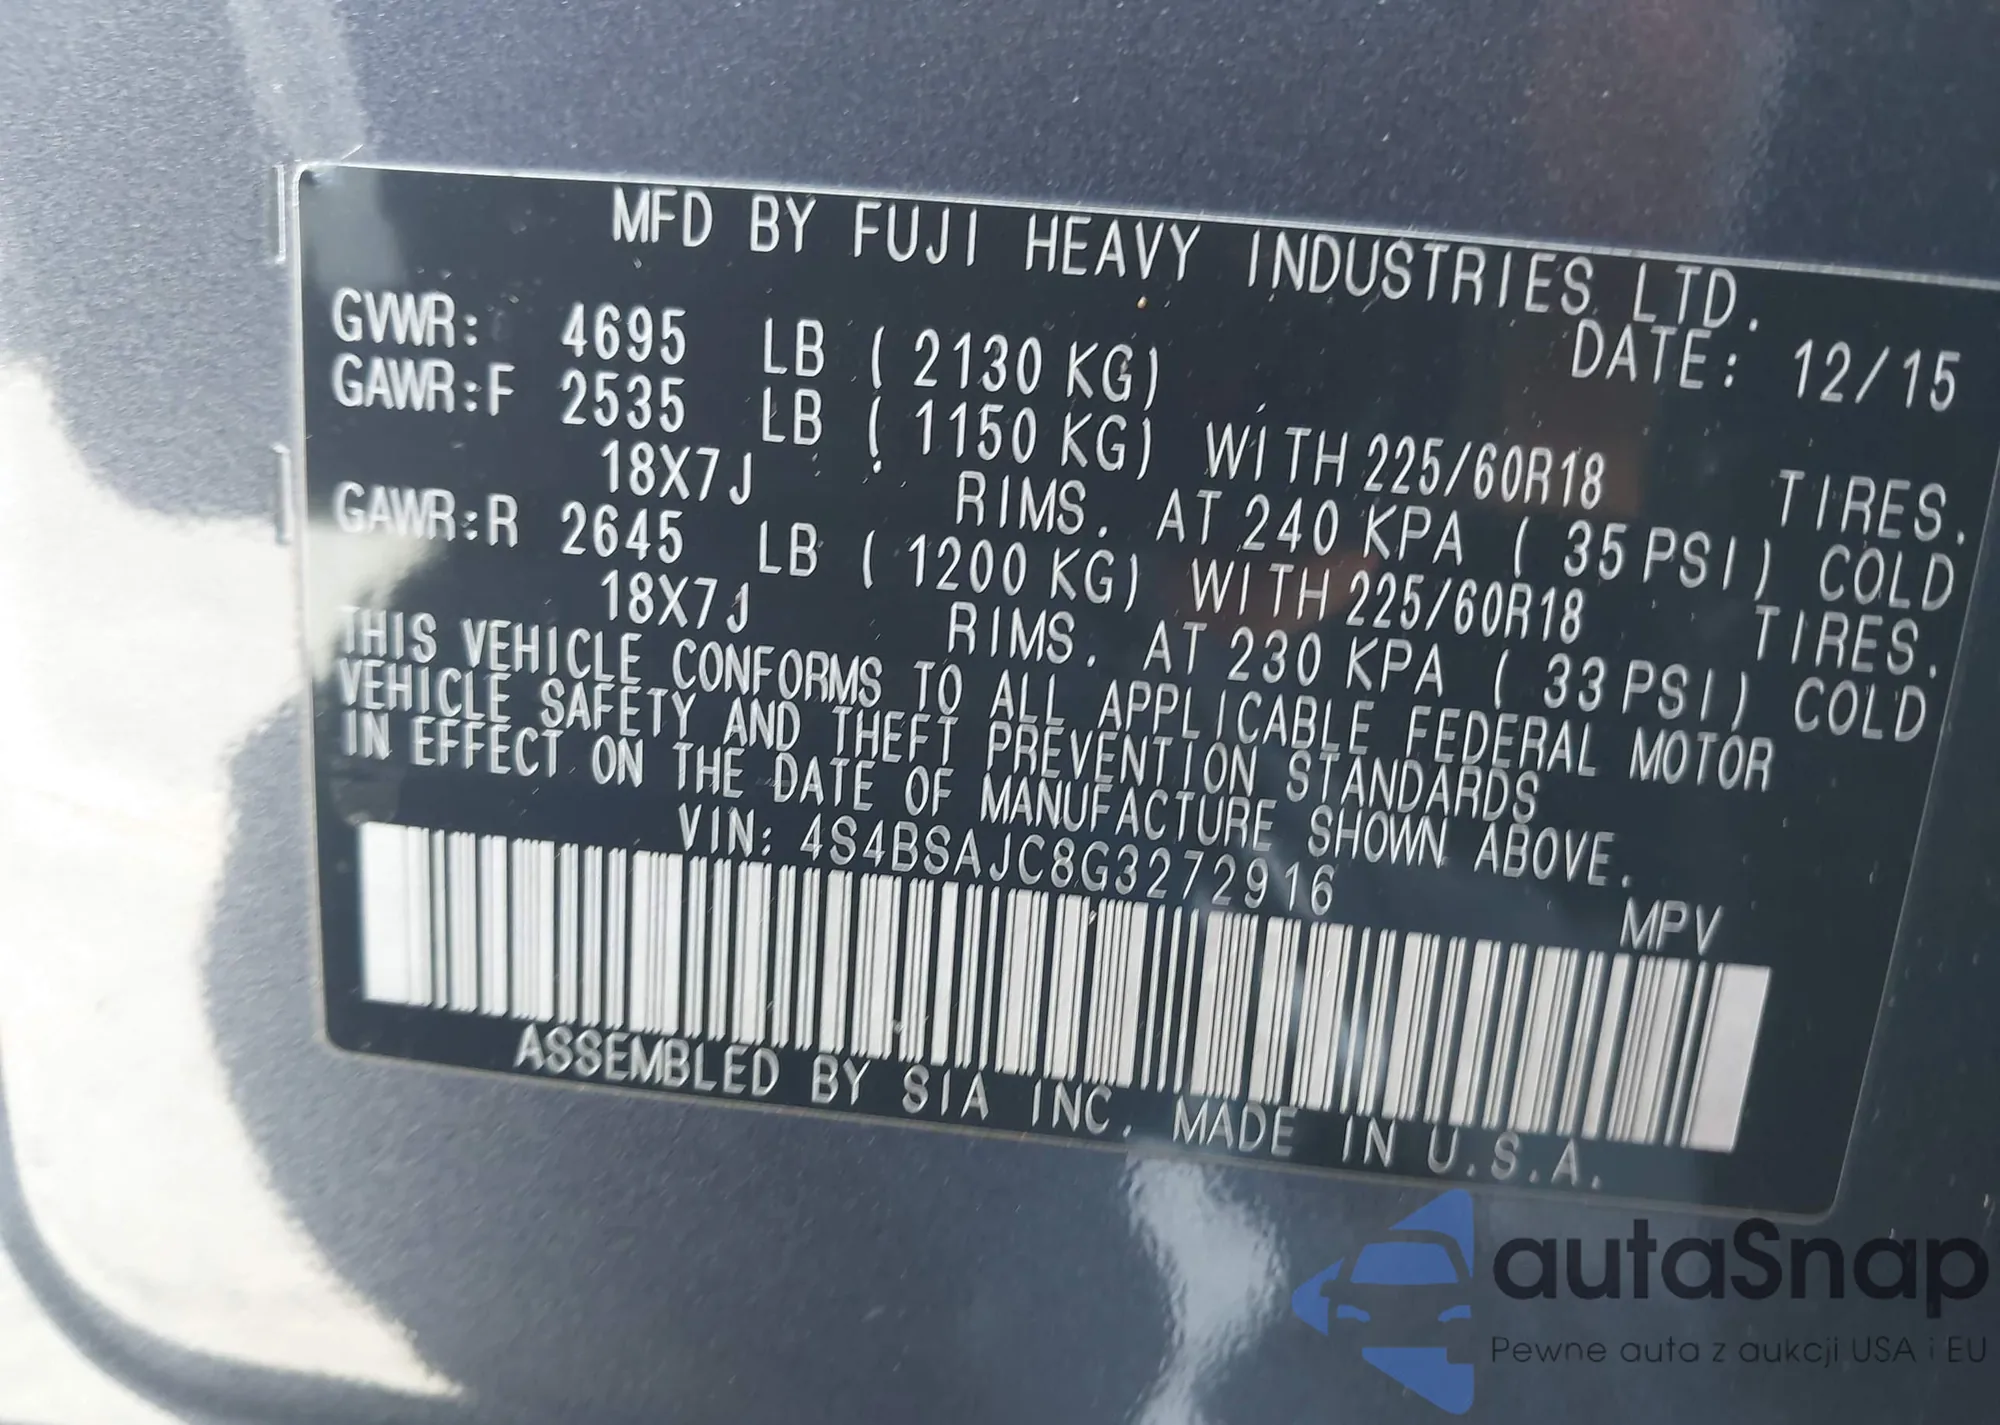 MFD BY FUJI HEAVY INDUSTRIES LTD.
DATE: 12/15
GVWR: 4695 LB ( 2130 KG)
GAWR:F 2535 LB ( 1150 KG) WITH 225/60R18 TIRES.
18X7J RIMS. AT 240 KPA ( 35 PSI) COLD
GAWR:R 2645 LB ( 1200 KG) WITH 225/60R18 TIRES.
18X7J RIMS. AT 230 KPA ( 33 PSI) COLD
THIS VEHICLE CONFORMS TO ALL APPLICABLE FEDERAL MOTOR
VEHICLE SAFETY AND THEFT PREVENTION STANDARDS
IN EFFECT ON THE DATE OF MANUFACTURE SHOWN ABOVE.
VIN: 4S4BSAJC8G3272916
MPV
ASSEMBLED BY SIA INC. MADE IN U.S.A.
autaSnap
Pewne auta z aukcji USA i EU